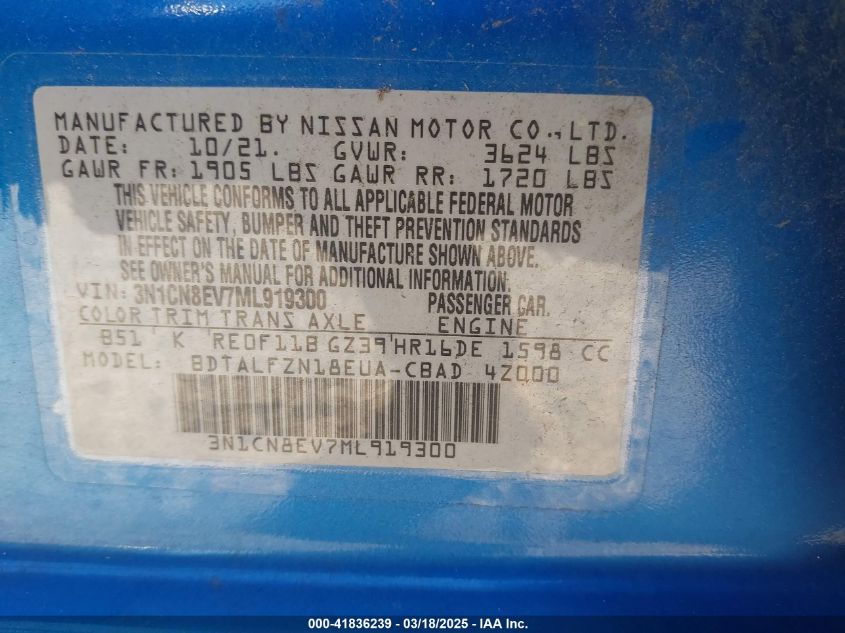 MANUFACTURED BY NISSAN MOTOR CO., LTD.
DATE: 10/21. GVWR: 3624 LBS
GAWR FR: 1905 LBS GAWR RR: 1720 LBS
THIS VEHICLE CONFORMS TO ALL APPLICABLE FEDERAL MOTOR
VEHICLE SAFETY, BUMPER AND THEFT PREVENTION STANDARDS
IN EFFECT ON THE DATE OF MANUFACTURE SHOWN ABOVE.
SEE OWNER'S MANUAL FOR ADDITIONAL INFORMATION.
VIN: 3N1CN8EV7ML919300 PASSENGER CAR.
COLOR TRIM TRANS AXLE ENGINE
B51 K RE0F11B GZ39 HR16DE 1598 CC
MODEL: BDTALFZN18EUA-CBAD 4Z000
3N1CN8EV7ML919300
000-41836239 - 03/18/2025 - IAAI.com